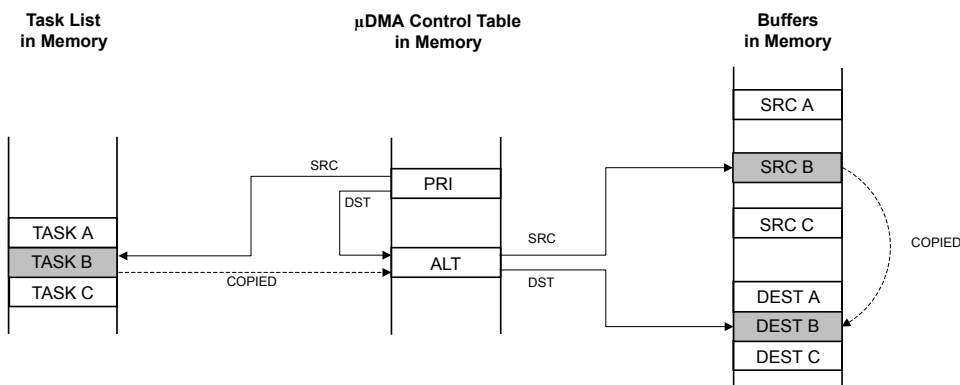 Task List
in Memory
µDMA Control Table
in Memory
Buffers
in Memory
SRC A
SRC
PRI
SRC B
DST
TASK A
SRC C
TASK B
SRC
COPIED
ALT
COPIED
DST
TASK C
DEST A
DEST B
DEST C